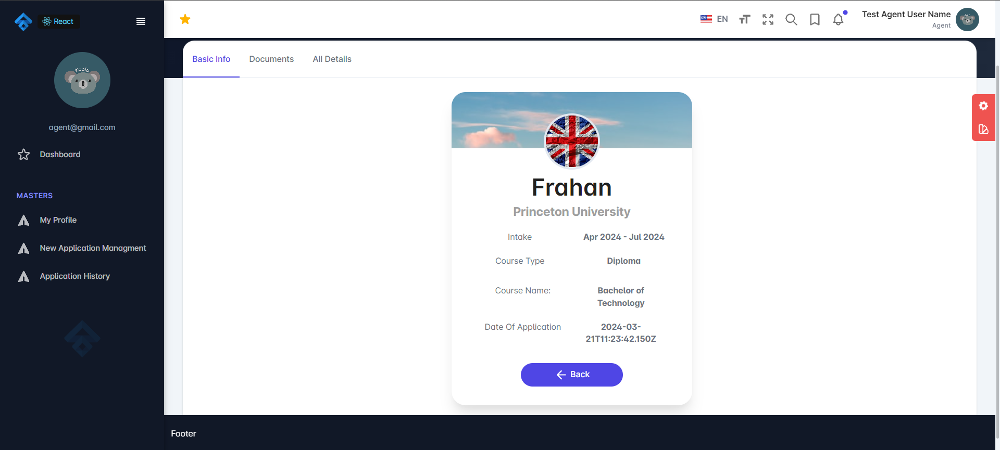 React
EN
Test Agent User Name
Agent
Basic Info
Documents
All Details
Koala
agent@gmail.com
Dashboard
MASTERS
My Profile
New Application Managment
Application History
Frahan
Princeton University
Intake
Apr 2024 - Jul 2024
Course Type
Diploma
Course Name:
Bachelor of
Technology
Date Of Application
2024-03-
21T11:23:42.150Z
Back
Footer